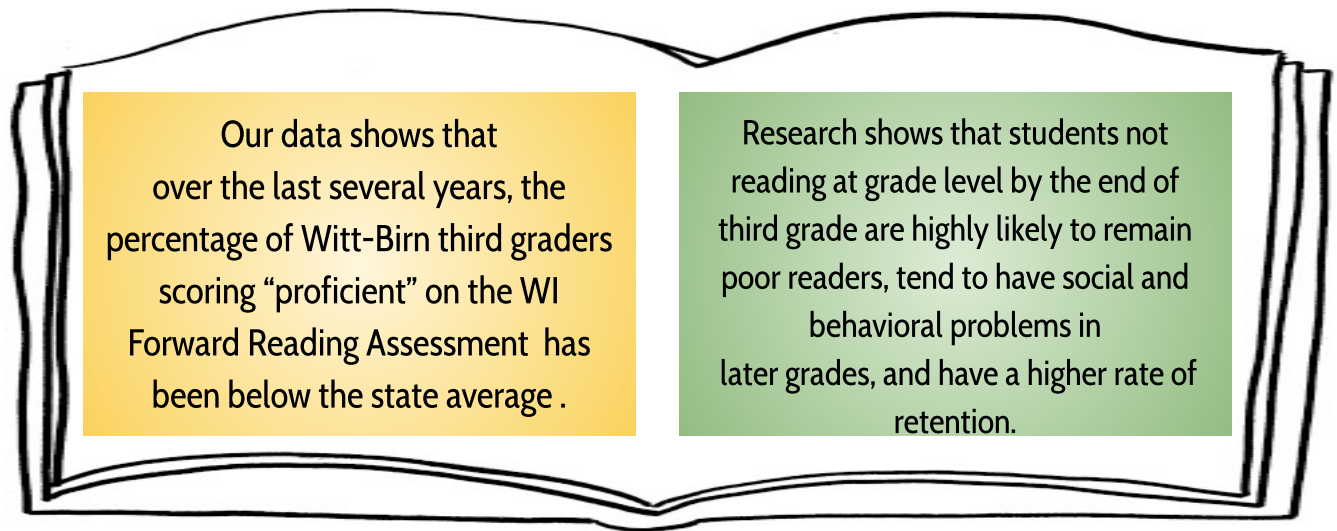 Our data shows that
over the last several years, the
percentage of Witt-Birn third graders
scoring “proficient” on the WI
Forward Reading Assessment  has
been below the state average .
Research shows that students not
reading at grade level by the end of
third grade are highly likely to remain
poor readers, tend to have social and
behavioral problems in
later grades, and have a higher rate of
retention.